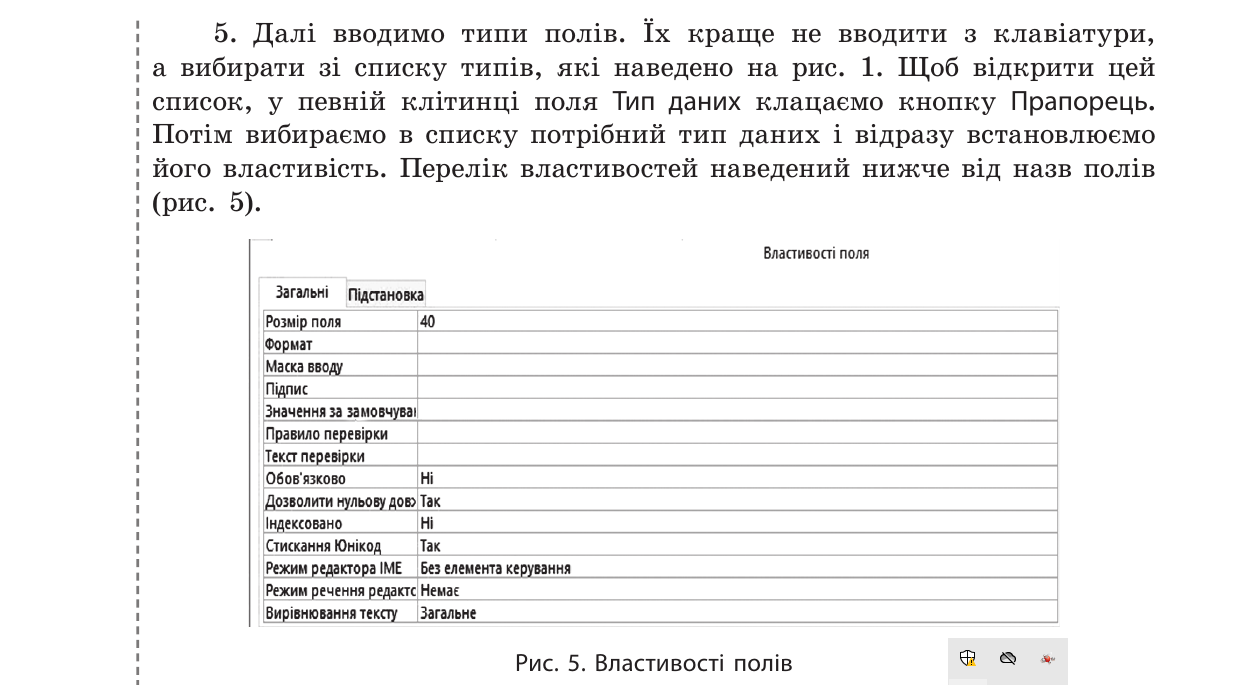 5. Далі вводимо типи полів. Їх краще не вводити з клавіатури,
а вибирати зі списку типів, які наведено на рис. 1. Щоб відкрити цей
список, у певній клітинці поля Тип даних клацаємо кнопку Прапорець.
Потім вибираємо в списку потрібний тип даних і відразу встановлюємо
його властивість. Перелік властивостей наведений нижче від назв полів
(рис. 5).
Властивості поля
Загальні Підстановка
Розмір поля 40
Формат
Маска вводу
Підпис
Значення за замовчуван
Правило перевірки
Текст перевірки
Обов'язково Ні
Дозволити нульову довж Так
Індексовано Ні
Стискання Юнікод Так
Режим редактора IME Без елемента керування
Режим речення редакто Немає
Вирівнювання тексту Загальне
Рис. 5. Властивості полів